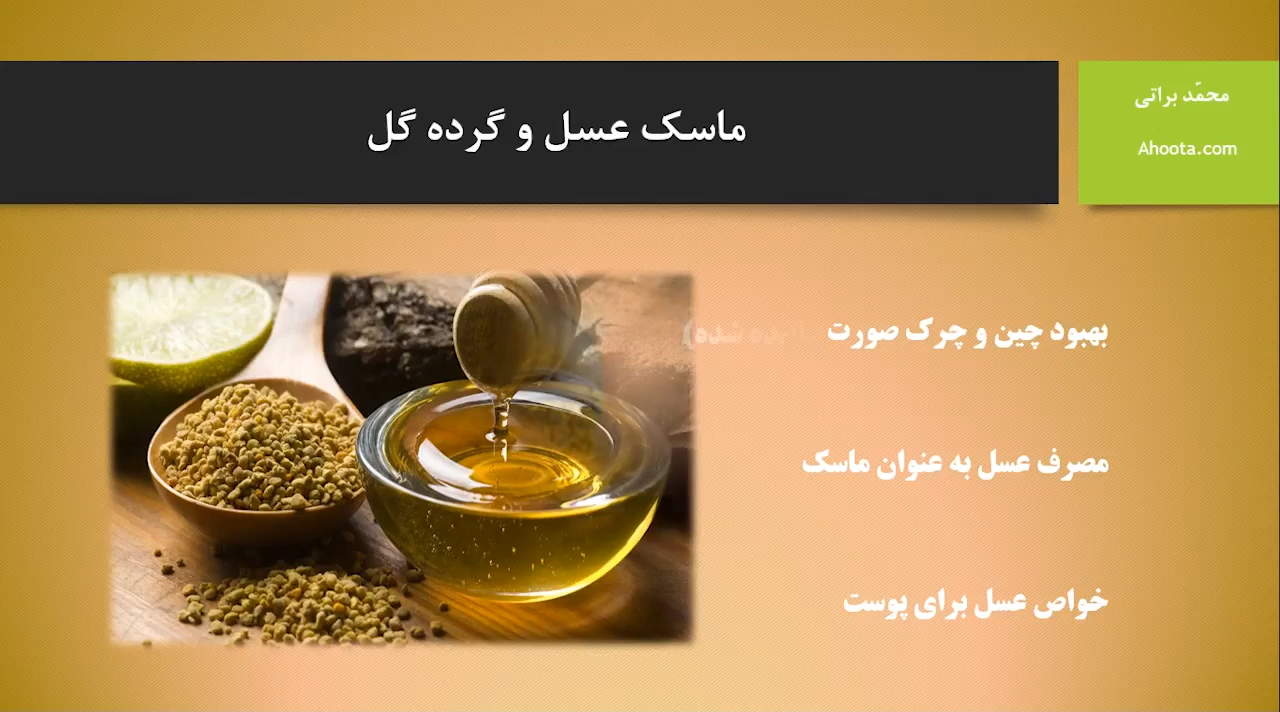 محمّد براتی
Ahoota.com
ماسک عسل و گرده گل
بهبود چین و چرک صورت
مصرف عسل به عنوان ماسک
خواص عسل برای پوست